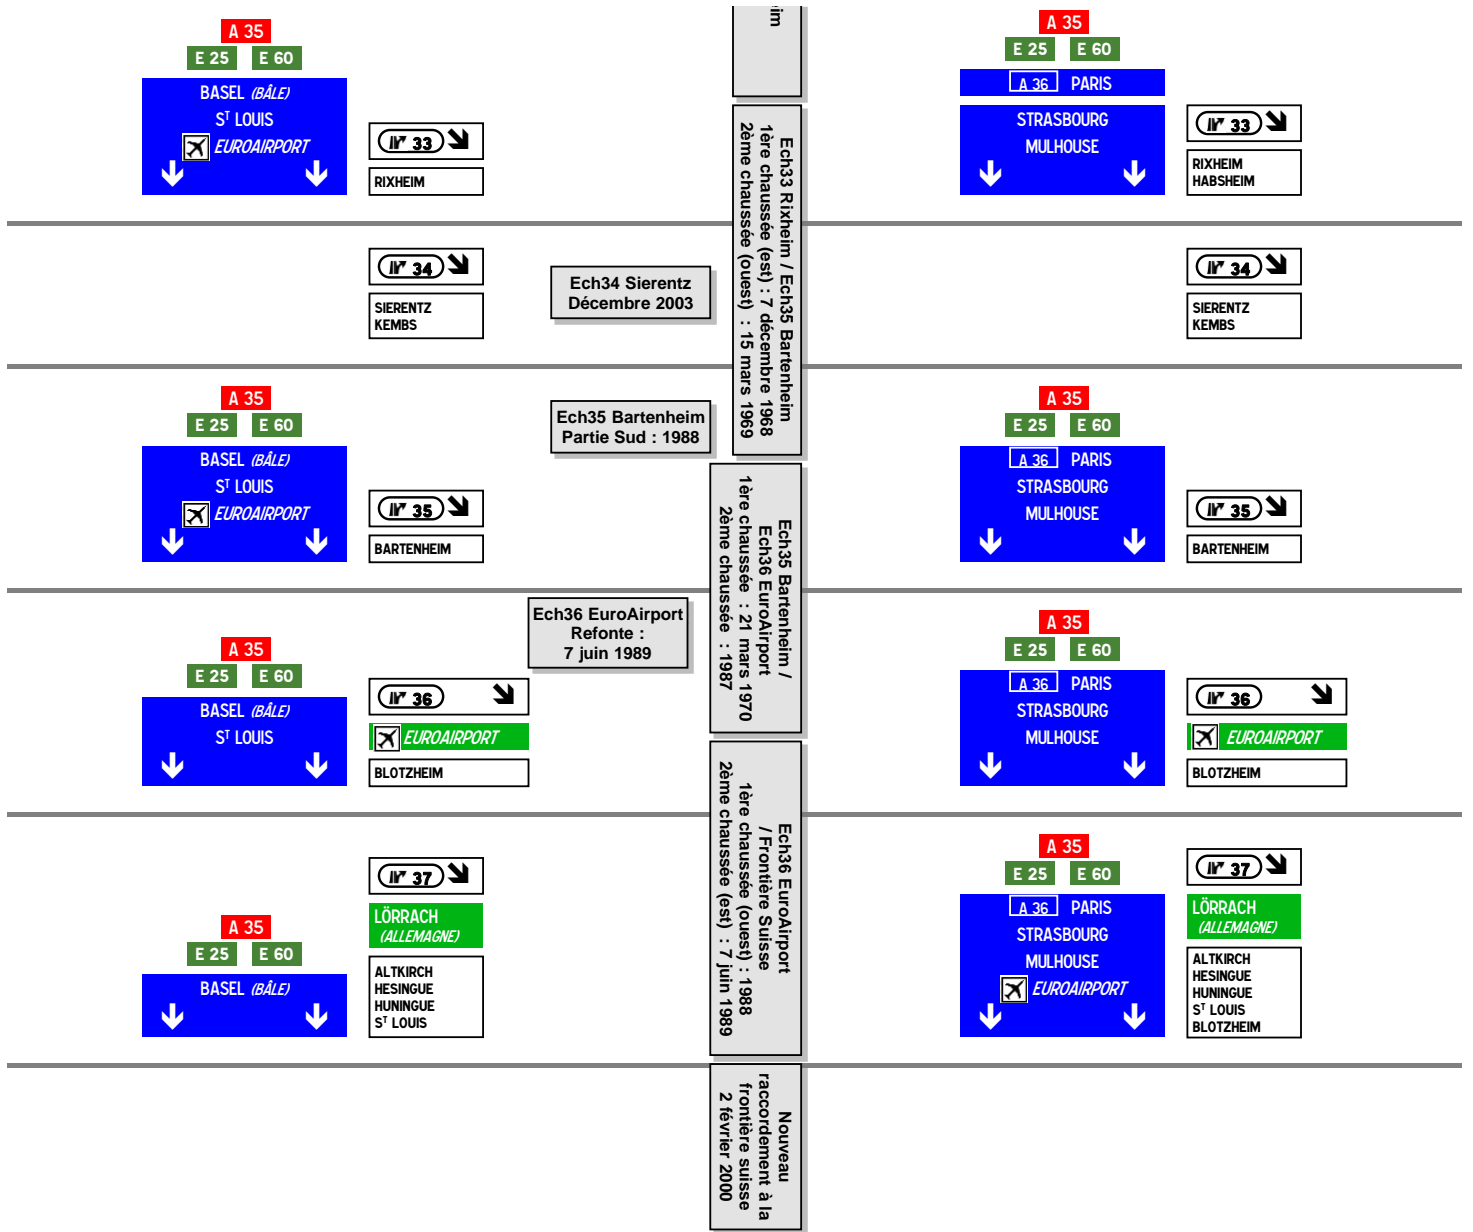 im
A 35
E 25 E 60
BASEL (BÂLE)
Sᵀ LOUIS
EUROAIRPORT
33
RIXHEIM
Ech33 Rixheim / Ech35 Bartenheim
1ère chaussée (est) : 7 décembre 1968
2ème chaussée (ouest) : 15 mars 1969
A 35
E 25 E 60
A 36 PARIS
STRASBOURG
MULHOUSE
33
RIXHEIM
HABSHEIM
34
SIERENTZ
KEMBS
Ech34 Sierentz
Décembre 2003
34
SIERENTZ
KEMBS
A 35
E 25 E 60
BASEL (BÂLE)
Sᵀ LOUIS
EUROAIRPORT
35
BARTENHEIM
Ech35 Bartenheim
Partie Sud : 1988
Ech35 Bartenheim /
Ech36 EuroAirport
1ère chaussée : 21 mars 1970
2ème chaussée : 1987
A 35
E 25 E 60
A 36 PARIS
STRASBOURG
MULHOUSE
35
BARTENHEIM
A 35
E 25 E 60
BASEL (BÂLE)
Sᵀ LOUIS
36
EUROAIRPORT
BLOTZHEIM
Ech36 EuroAirport
Refonte :
7 juin 1989
A 35
E 25 E 60
A 36 PARIS
STRASBOURG
MULHOUSE
36
EUROAIRPORT
BLOTZHEIM
A 35
E 25 E 60
BASEL (BÂLE)
37
LÖRRACH
(ALLEMAGNE)
ALTKIRCH
HESINGUE
HUNINGUE
Sᵀ LOUIS
Ech36 EuroAirport
/ Frontière Suisse
1ère chaussée (ouest) : 1988
2ème chaussée (est) : 7 juin 1989
A 35
E 25 E 60
A 36 PARIS
STRASBOURG
MULHOUSE
EUROAIRPORT
37
LÖRRACH
(ALLEMAGNE)
ALTKIRCH
HESINGUE
HUNINGUE
Sᵀ LOUIS
BLOTZHEIM
Nouveau
raccordement à la
frontière suisse
2 février 2000